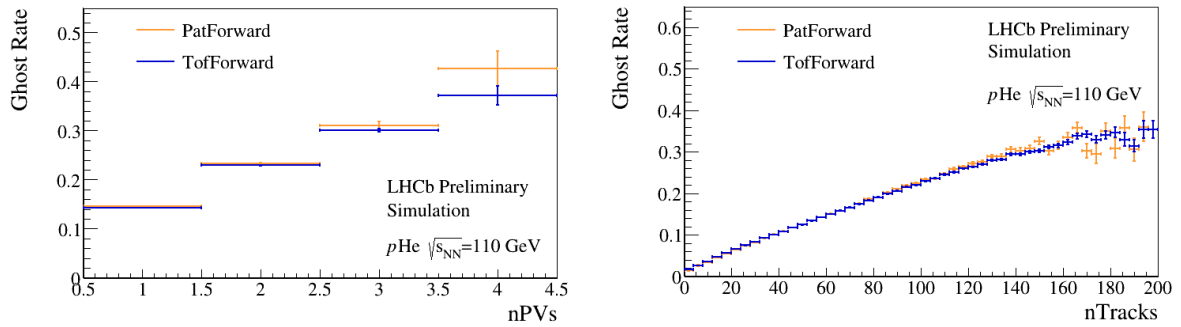 Ghost Rate
0.5
0.4
0.3
0.2
0.1
0
PatForward
TofForward
LHCb Preliminary
Simulation
pHe √sNN=110 GeV
0.5 1 1.5 2 2.5 3 3.5 4 4.5
nPVs
Ghost Rate
0.6
0.5
0.4
0.3
0.2
0.1
0
PatForward
TofForward
LHCb Preliminary
Simulation
pHe √sNN=110 GeV
0 20 40 60 80 100 120 140 160 180 200
nTracks